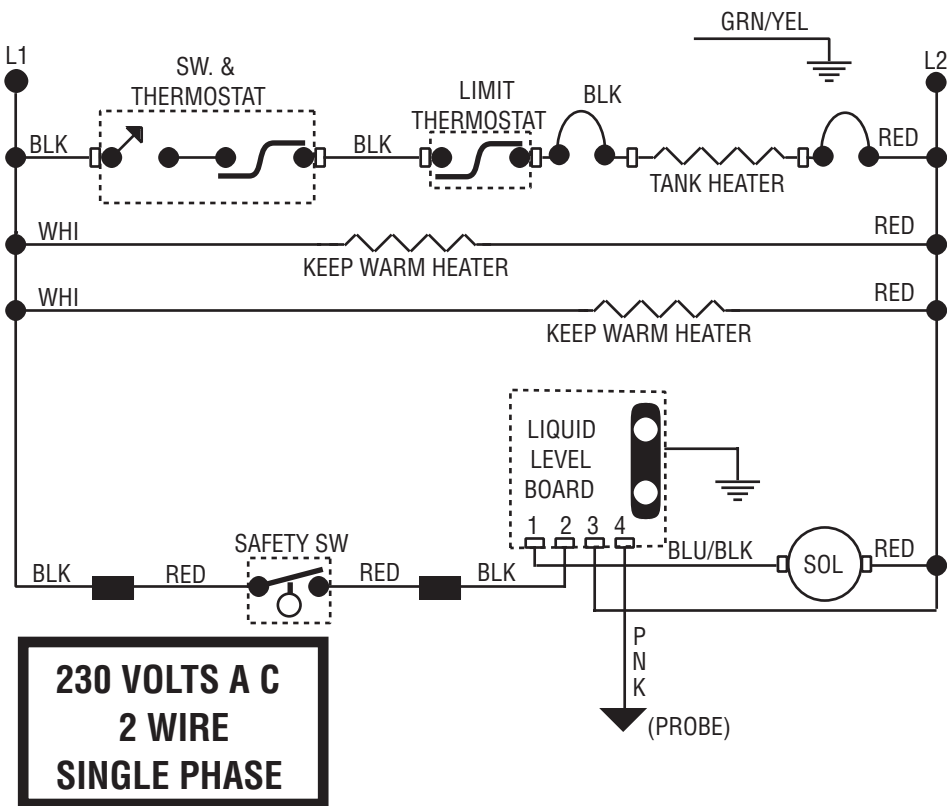 GRN/YEL
L1
L2
SW. &
THERMOSTAT
LIMIT
THERMOSTAT
BLK
BLK
BLK
RED
TANK HEATER
WHI
RED
KEEP WARM HEATER
WHI
RED
KEEP WARM HEATER
LIQUID
LEVEL
BOARD
1 2 3 4
SAFETY SW
BLU/BLK
SOL
RED
BLK
RED
RED
BLK
P
N
K
(PROBE)
230 VOLTS A C
2 WIRE
SINGLE PHASE